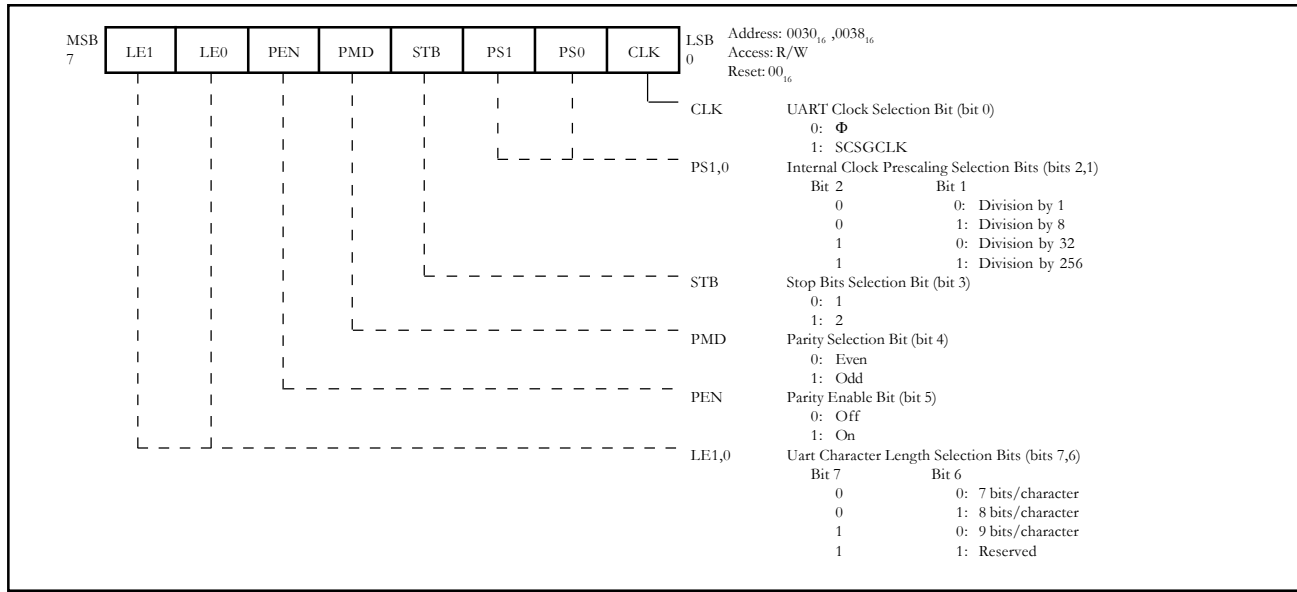 MSB
7
LE1 LE0 PEN PMD STB PS1 PS0 CLK
LSB
0
Address: 0030₁₆ ,0038₁₆
Access: R/W
Reset: 00₁₆
CLK UART Clock Selection Bit (bit 0)
0: Φ
1: SCSGCLK
PS1,0 Internal Clock Prescaling Selection Bits (bits 2,1)
Bit 2 Bit 1
0 0: Division by 1
0 1: Division by 8
1 0: Division by 32
1 1: Division by 256
STB Stop Bits Selection Bit (bit 3)
0: 1
1: 2
PMD Parity Selection Bit (bit 4)
0: Even
1: Odd
PEN Parity Enable Bit (bit 5)
0: Off
1: On
LE1,0 Uart Character Length Selection Bits (bits 7,6)
Bit 7 Bit 6
0 0: 7 bits/character
0 1: 8 bits/character
1 0: 9 bits/character
1 1: Reserved